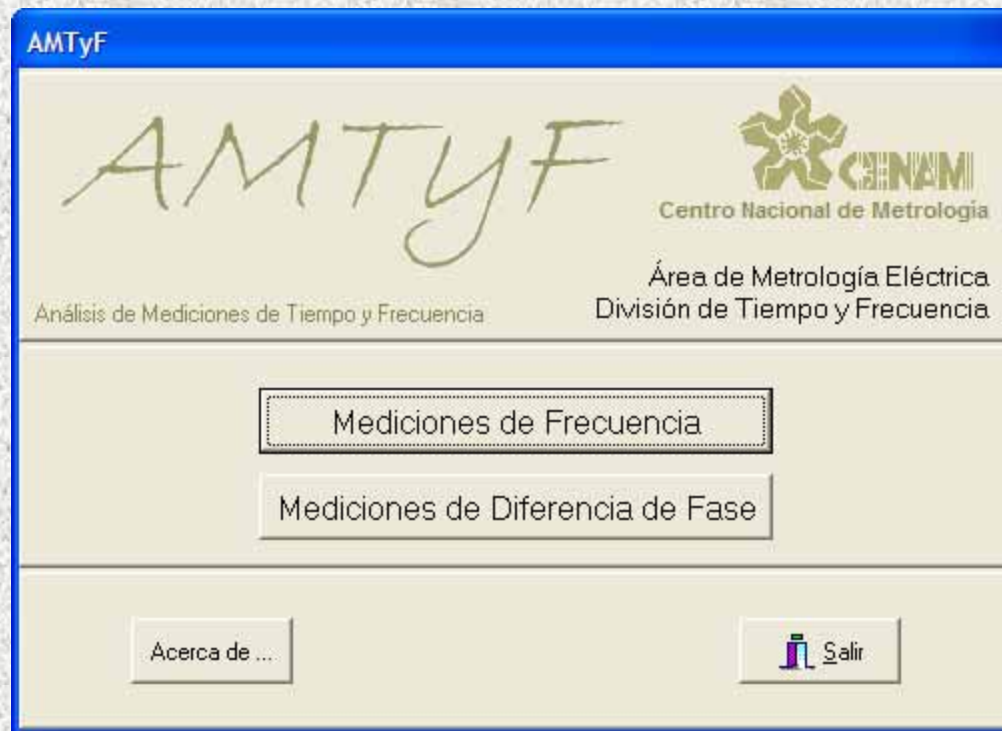 AMTyF
AMTyF
CENAM
Centro Nacional de Metrología
Área de Metrología Eléctrica
División de Tiempo y Frecuencia
Análisis de Mediciones de Tiempo y Frecuencia
Mediciones de Frecuencia
Mediciones de Diferencia de Fase
Acerca de ...
Salir